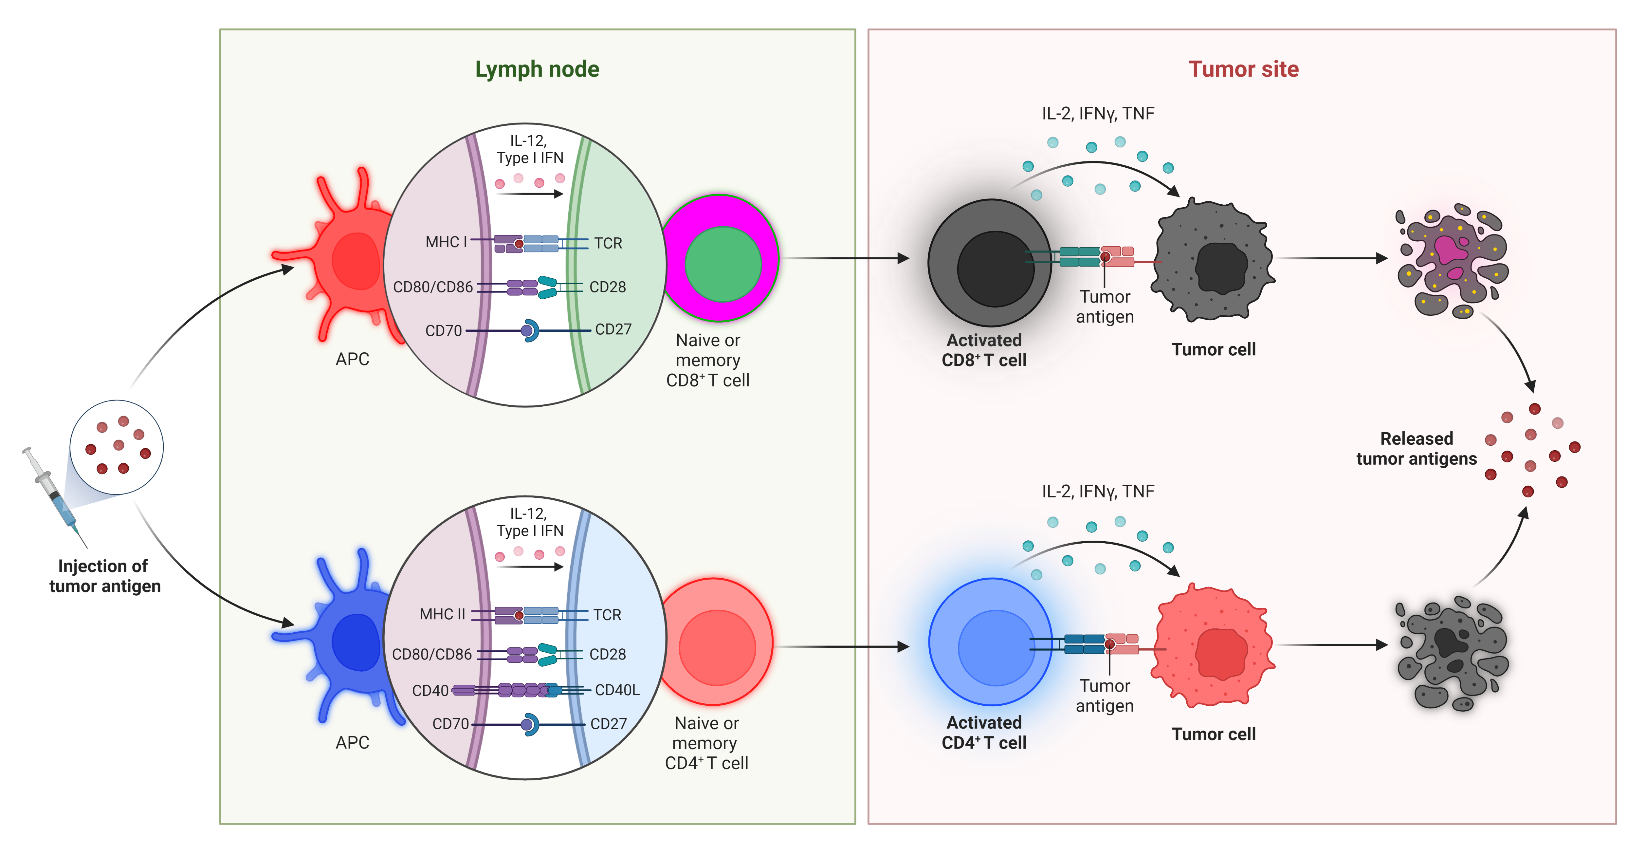 Lymph node
Tumor site
IL-12,
Type I IFN
MHC I
TCR
CD80/CD86
CD28
CD70
CD27
APC
Naive or
memory
CD8⁺ T cell
IL-2, IFNγ, TNF
Tumor
antigen
Activated
CD8⁺ T cell
Tumor cell
Injection of
tumor antigen
Released
tumor antigens
IL-12,
Type I IFN
MHC II
TCR
CD80/CD86
CD28
CD40
CD40L
CD70
CD27
APC
Naive or
memory
CD4⁺ T cell
IL-2, IFNγ, TNF
Tumor
antigen
Activated
CD4⁺ T cell
Tumor cell